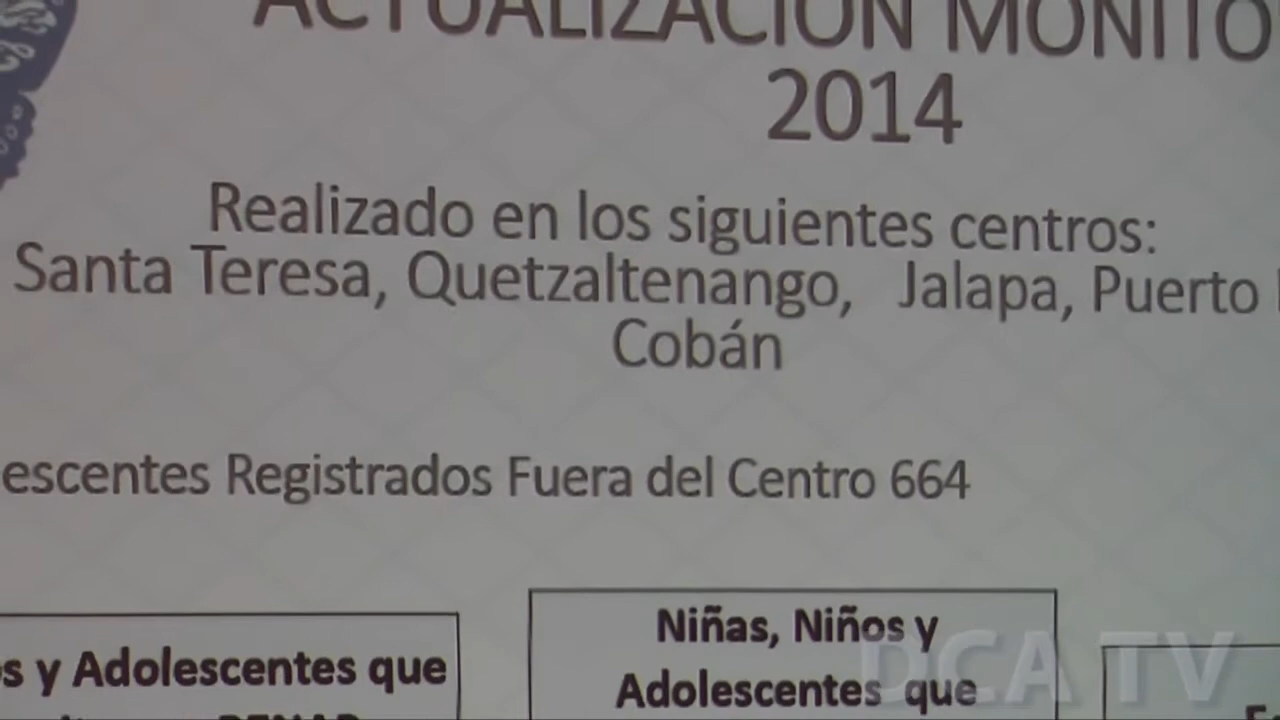 ACTUALIZACIÓN MONITO
2014
Realizado en los siguientes centros:
Santa Teresa, Quetzaltenango, Jalapa, Puerto
Cobán
escentes Registrados Fuera del Centro 664
s y Adolescentes que
Niñas, Niños y
Adolescentes que
DCA TV